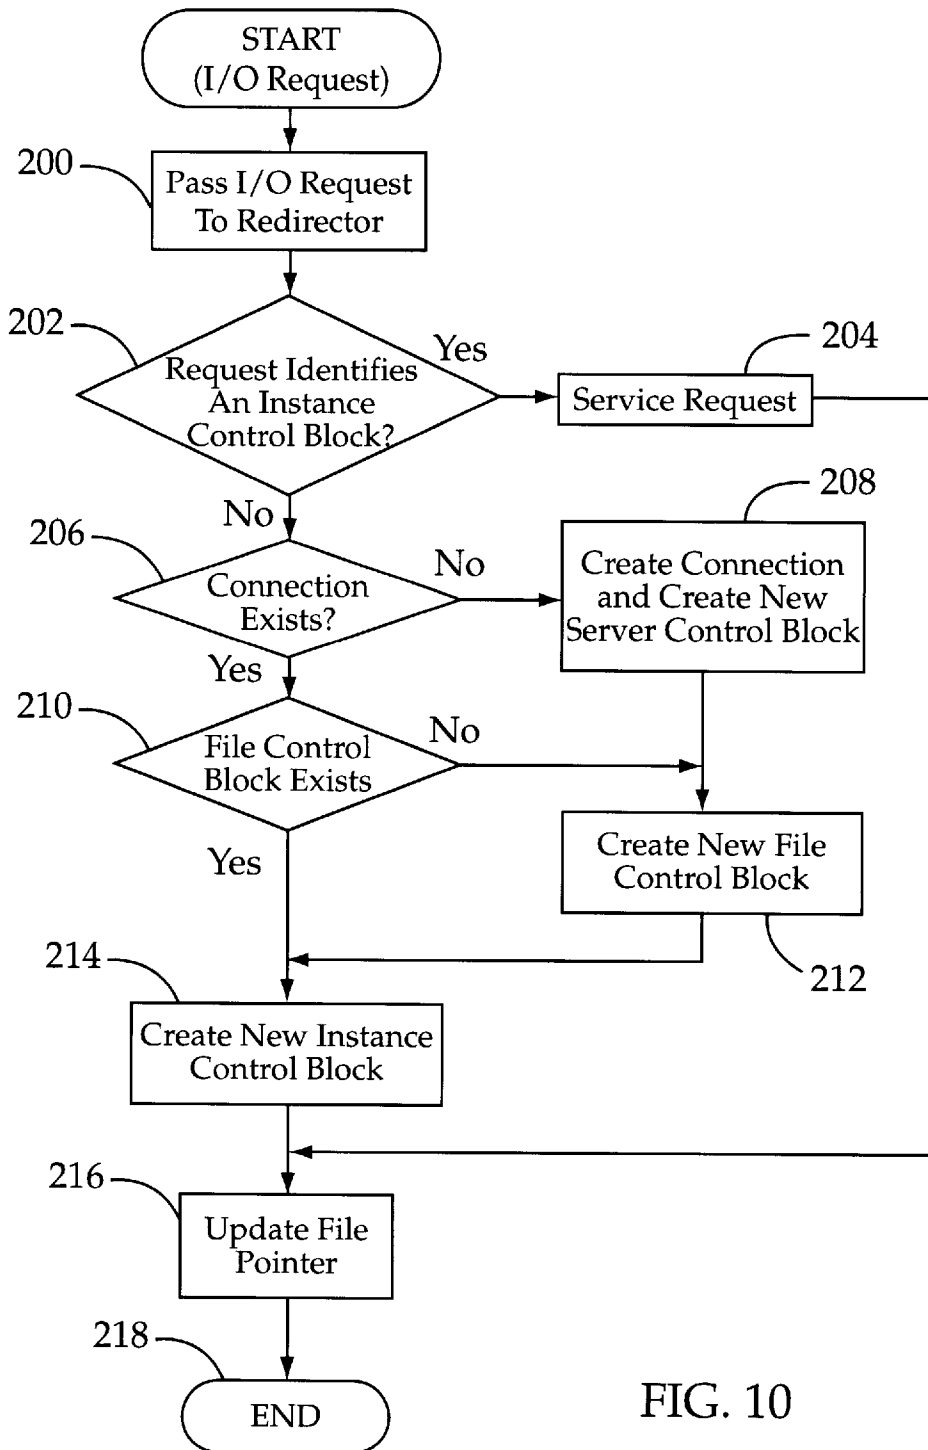 START
(I/O Request)
200
Pass I/O Request
To Redirector
202
Request Identifies
An Instance
Control Block?
Yes
204
Service Request
No
206
Connection
Exists?
No
208
Create Connection
and Create New
Server Control Block
Yes
210
File Control
Block Exists
No
Yes
Create New File
Control Block
212
214
Create New Instance
Control Block
216
Update File
Pointer
218
END
FIG. 10